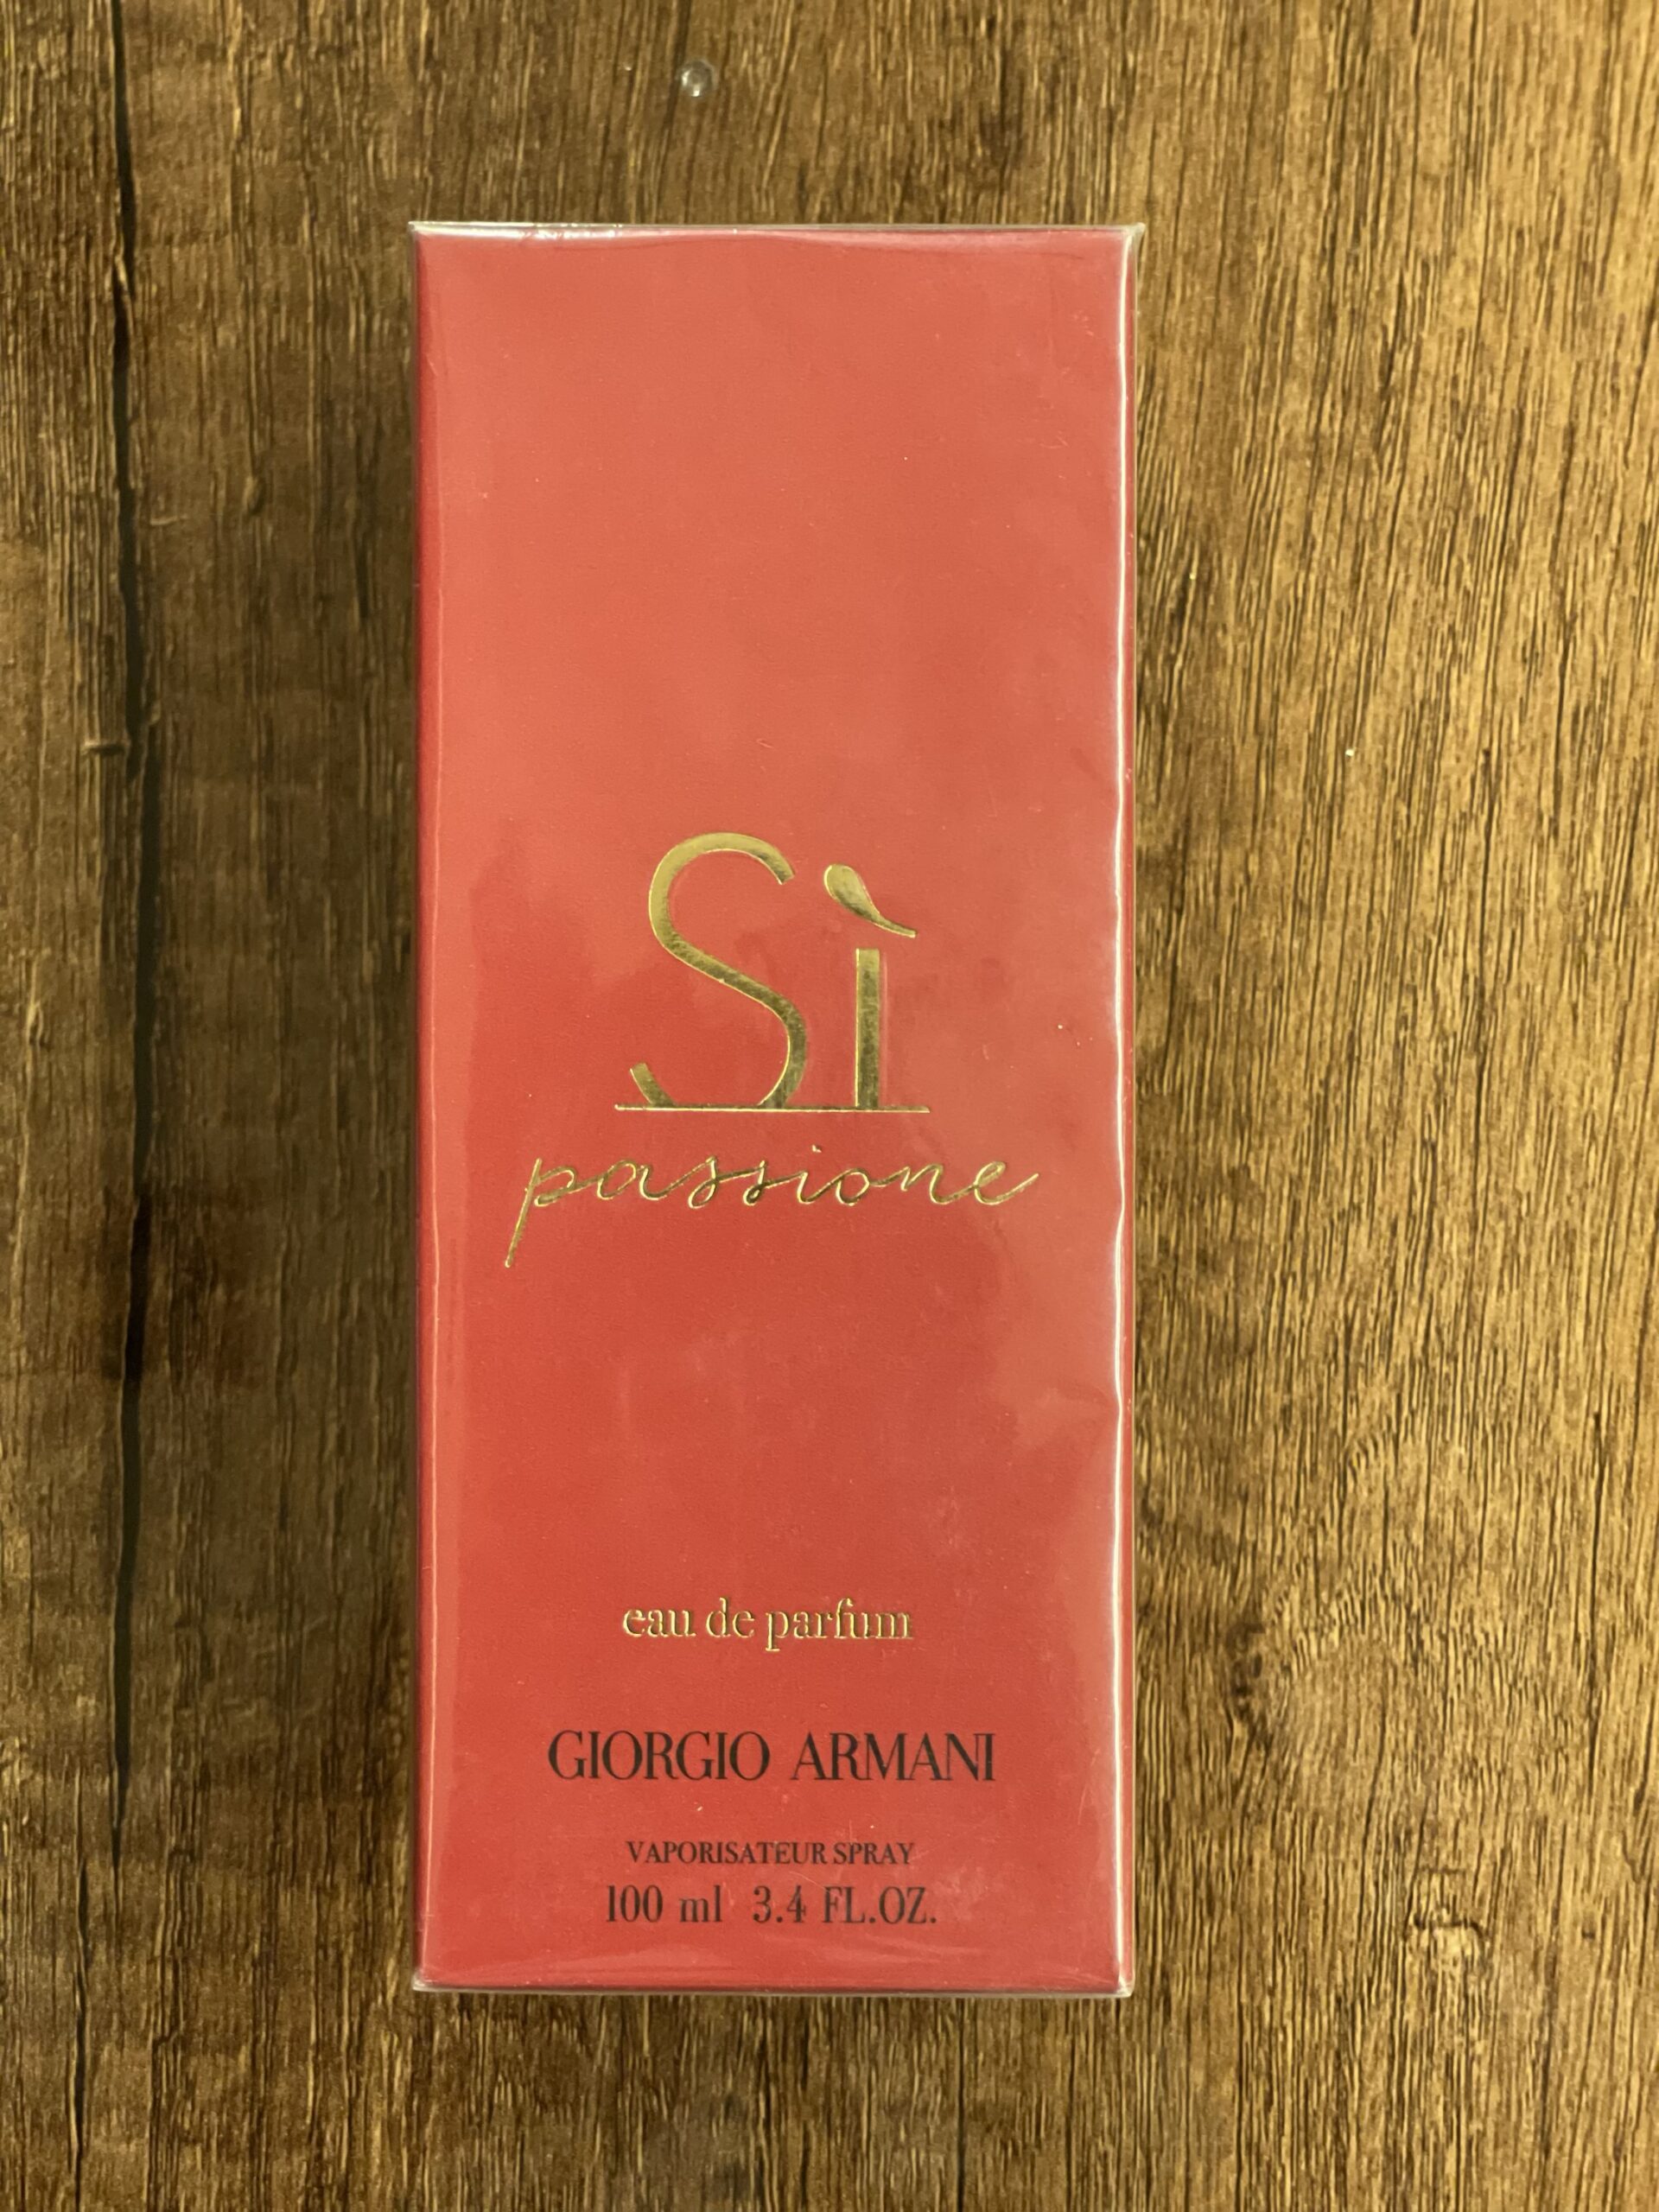 Sì
passione
eau de parfum
GIORGIO ARMANI
VAPORISATEUR SPRAY
100 ml 3.4 FL.OZ.